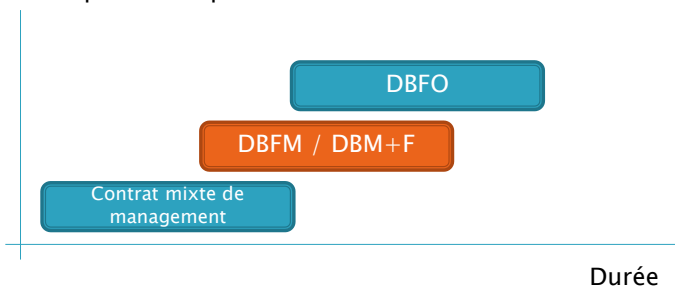 DBFO
DBFM / DBM+F
Contrat mixte de
management
Durée